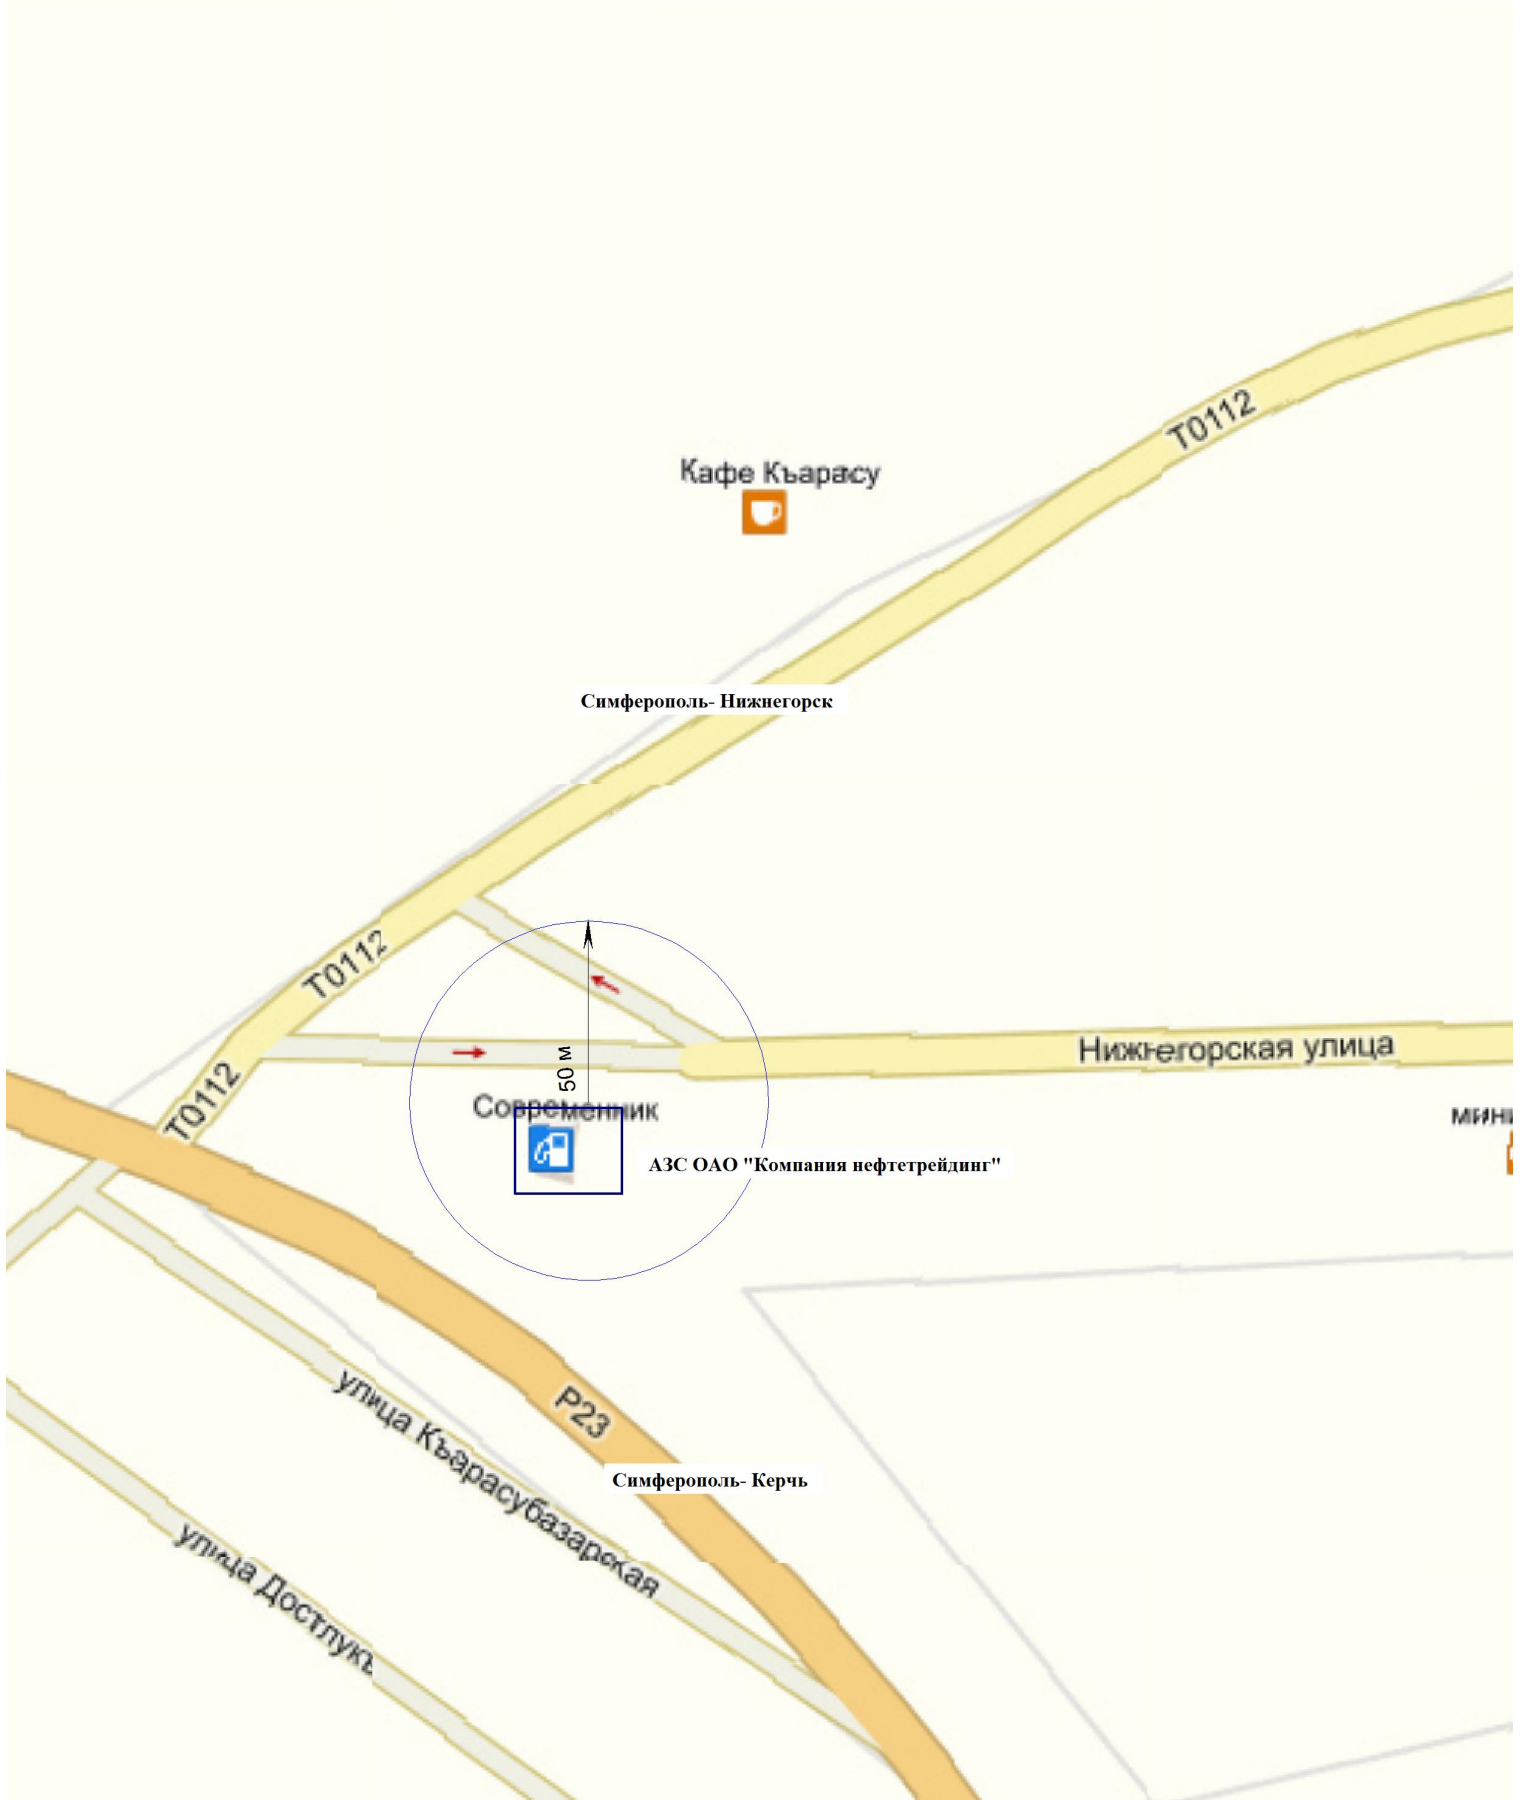 T0112
Кафе Къарасу
Симферополь- Нижнегорск
T0112
Нижнегорская улица
50 м
T0112
Современник
АЗС ОАО "Компания нефтетрейдинг"
мини
P23
улица Къарасубазарская
Симферополь- Керчь
улица Достлукъ